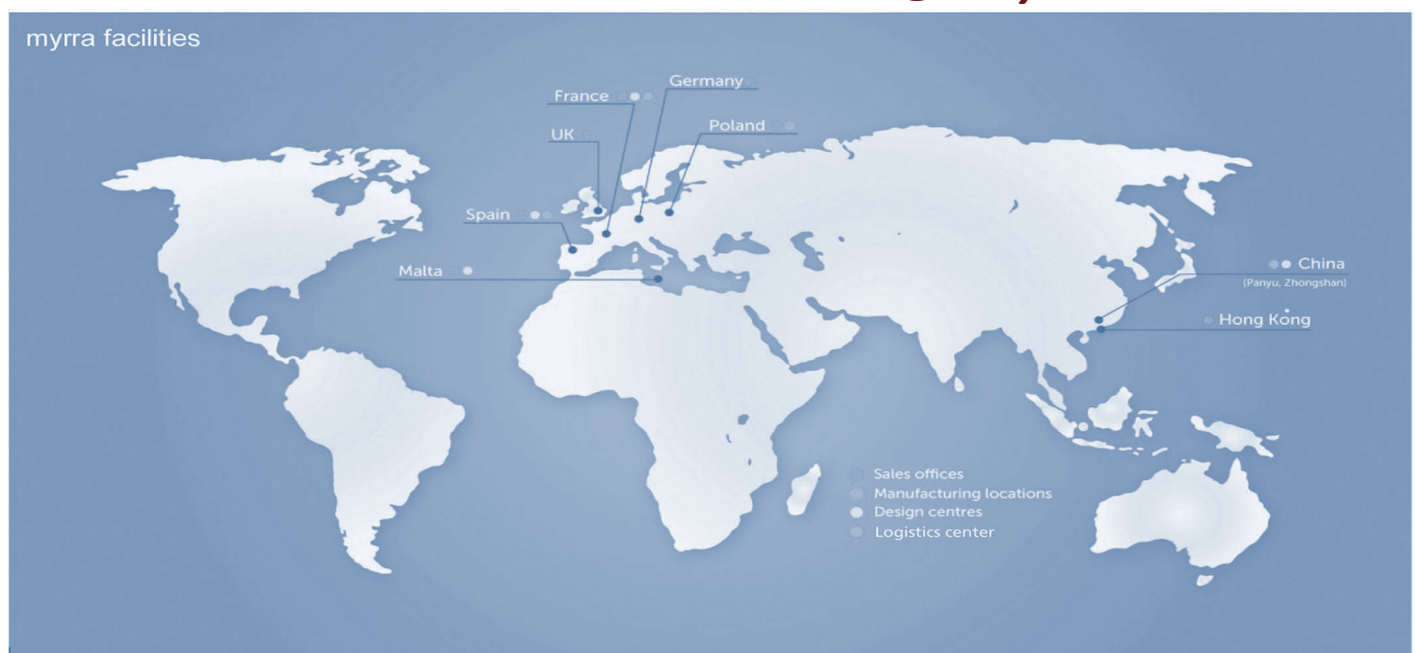 myrra facilities
Germany
France
Poland
UK
Spain
Malta
China
(Panyu, Zhongshan)
Hong Kong
Sales offices
Manufacturing locations
Design centres
Logistics center